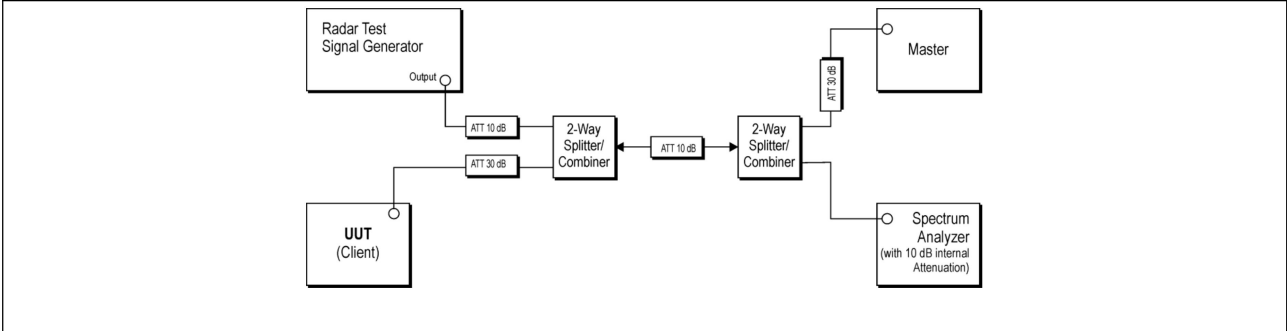 Radar Test
Signal Generator
Output
Master
ATT 30 dB
ATT 10 dB
2-Way
Splitter/
Combiner
ATT 10 dB
2-Way
Splitter/
Combiner
ATT 30 dB
UUT
(Client)
Spectrum
Analyzer
(with 10 dB internal
Attenuation)